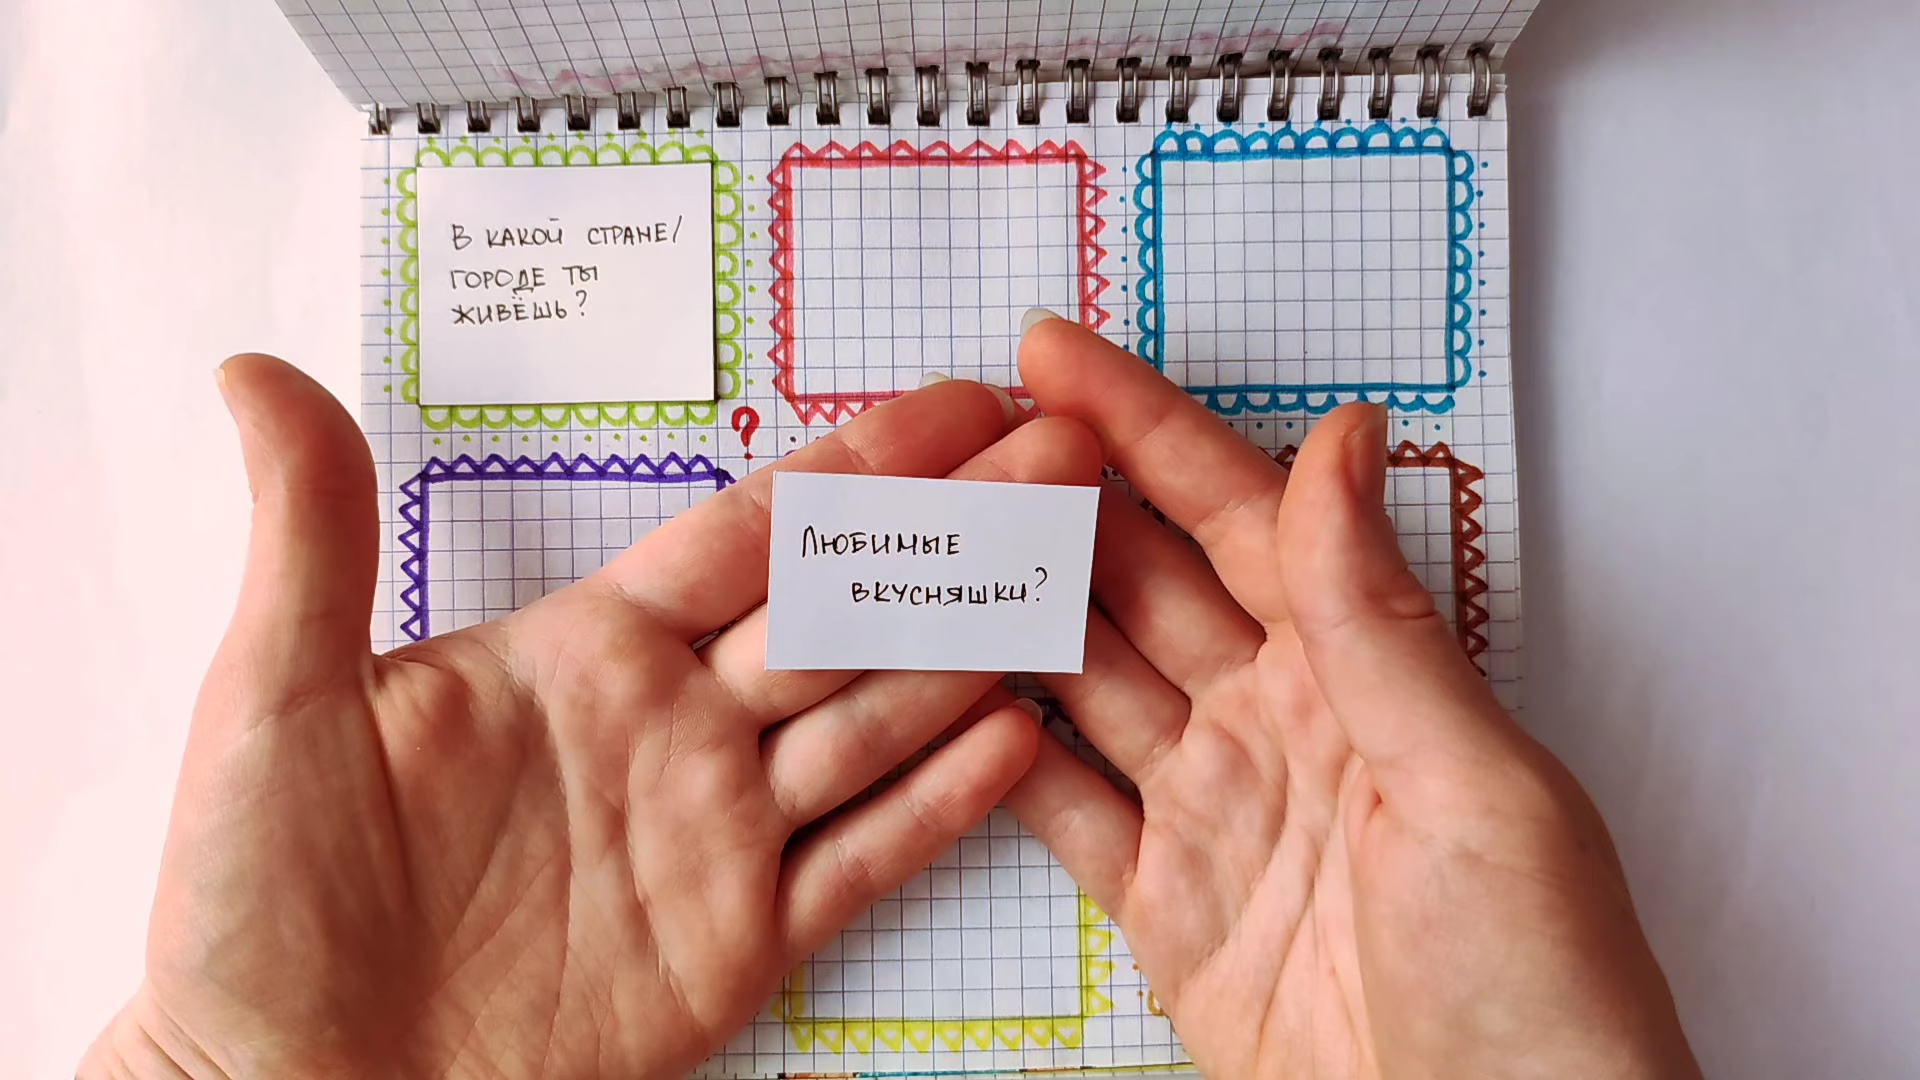 В КАКОЙ СТРАНЕ/
ГОРОДЕ ТЫ
ЖИВЁШЬ?
?
ЛЮБИМЫЕ
ВКУСНЯШКИ?